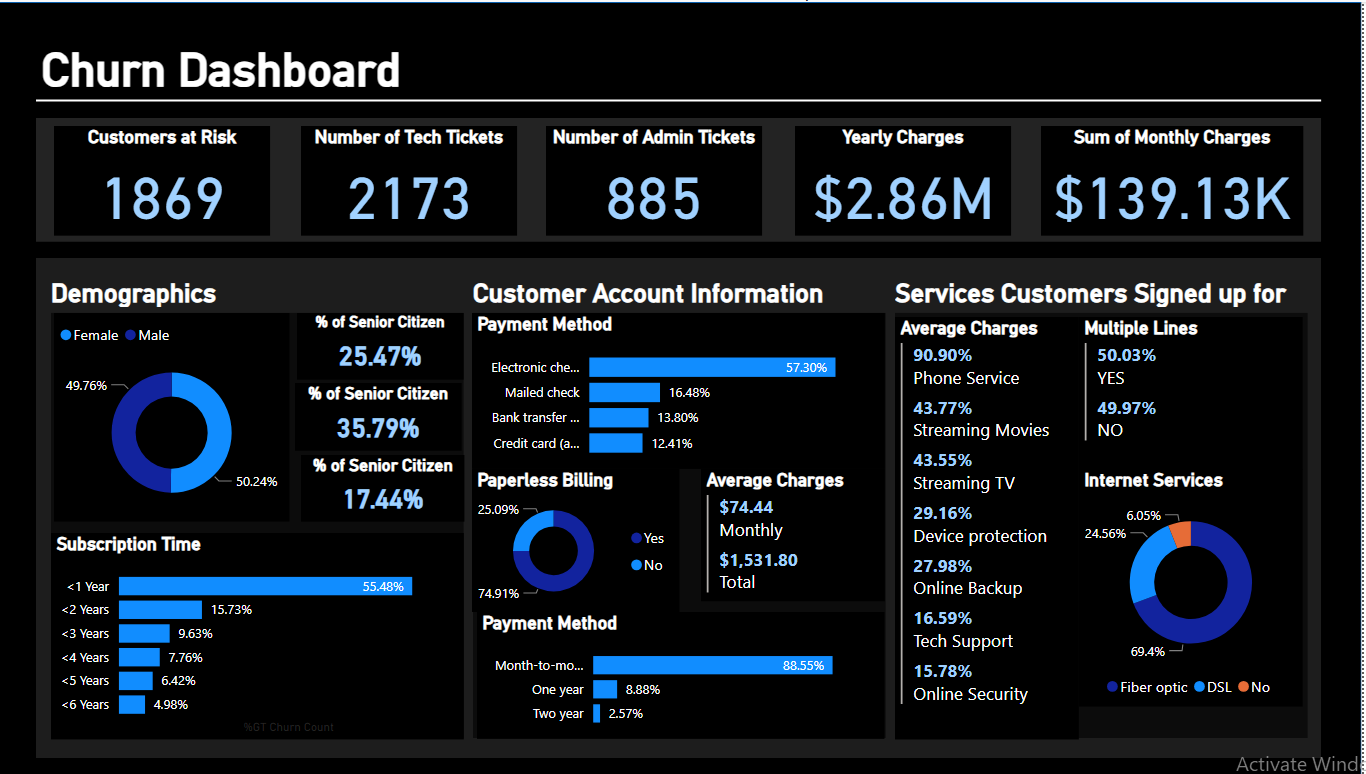 Churn Dashboard
Customers at Risk
1869
Number of Tech Tickets
2173
Number of Admin Tickets
885
Yearly Charges
$2.86M
Sum of Monthly Charges
$139.13K
Demographics
Female Male
49.76%
50.24%
% of Senior Citizen
25.47%
% of Senior Citizen
35.79%
% of Senior Citizen
17.44%
Subscription Time
<1 Year 55.48%
<2 Years 15.73%
<3 Years 9.63%
<4 Years 7.76%
<5 Years 6.42%
<6 Years 4.98%
%GT Churn Count
Customer Account Information
Payment Method
Electronic che... 57.30%
Mailed check 16.48%
Bank transfer ... 13.80%
Credit card (a... 12.41%
Paperless Billing
25.09%
74.91%
Yes
No
Average Charges
$74.44
Monthly
$1,531.80
Total
Payment Method
Month-to-mo... 88.55%
One year 8.88%
Two year 2.57%
Services Customers Signed up for
Average Charges
90.90%
Phone Service
43.77%
Streaming Movies
43.55%
Streaming TV
29.16%
Device protection
27.98%
Online Backup
16.59%
Tech Support
15.78%
Online Security
Multiple Lines
50.03%
YES
49.97%
NO
Internet Services
6.05%
24.56%
69.4%
Fiber optic DSL No
Activate Wind